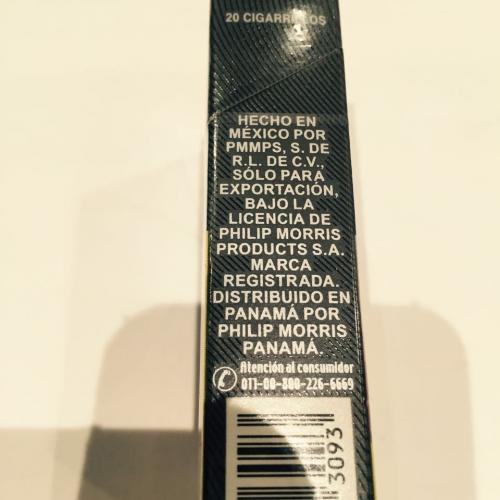 20 CIGARRILLOS
HECHO EN
MÉXICO POR
PMMPS, S. DE
R.L. DE C.V.,
SÓLO PARA
EXPORTACIÓN,
BAJO LA
LICENCIA DE
PHILIP MORRIS
PRODUCTS S.A.
MARCA
REGISTRADA.
DISTRIBUIDO EN
PANAMÁ POR
PHILIP MORRIS
PANAMÁ.
Atención al consumidor
011-00-800-226-6669
3093